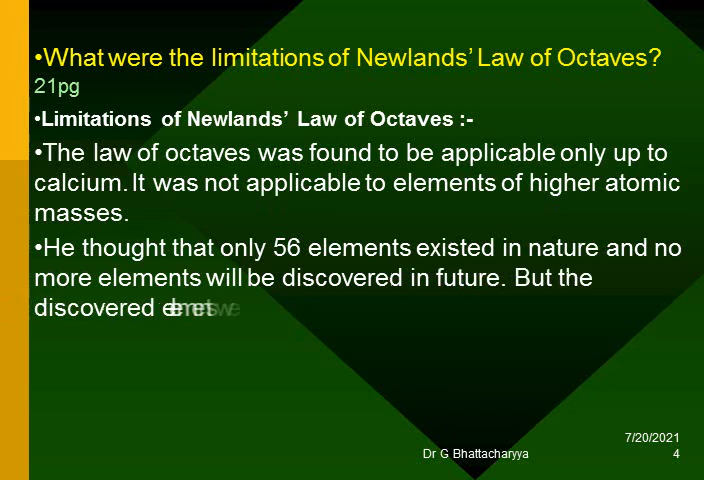 •What were the limitations of Newlands’ Law of Octaves?
21pg
•Limitations of Newlands’ Law of Octaves :-
•The law of octaves was found to be applicable only up to
calcium. It was not applicable to elements of higher atomic
masses.
•He thought that only 56 elements existed in nature and no
more elements will be discovered in future. But the
discovered
7/20/2021
Dr G Bhattacharyya 4